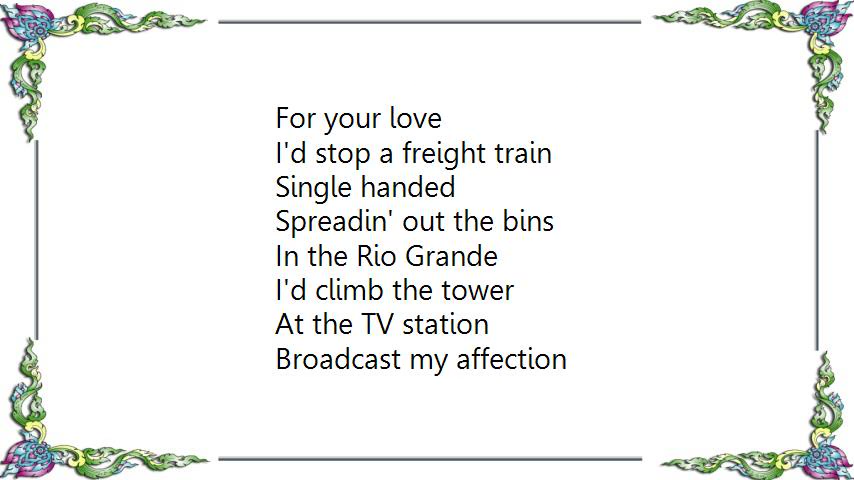 For your love
I'd stop a freight train
Single handed
Spreadin' out the bins
In the Rio Grande
I'd climb the tower
At the TV station
Broadcast my affection